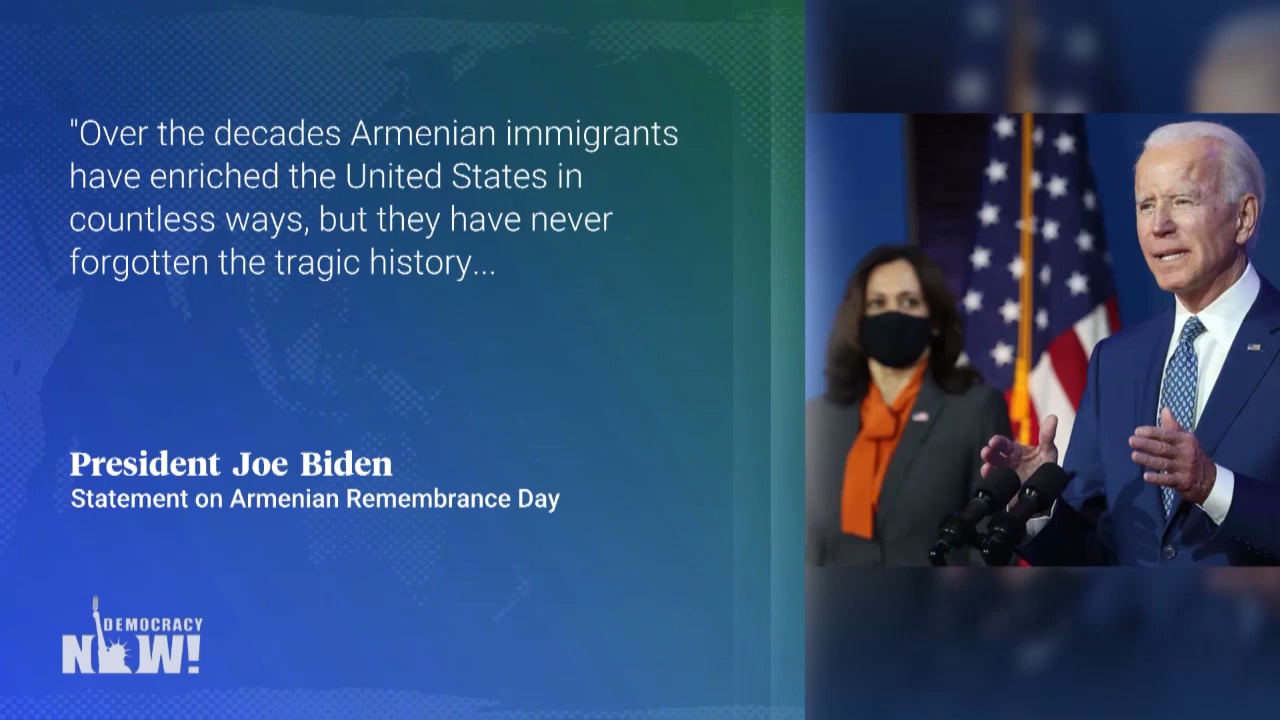 "Over the decades Armenian immigrants
have enriched the United States in
countless ways, but they have never
forgotten the tragic history...
President Joe Biden
Statement on Armenian Remembrance Day
DEMOCRACY
NOW!